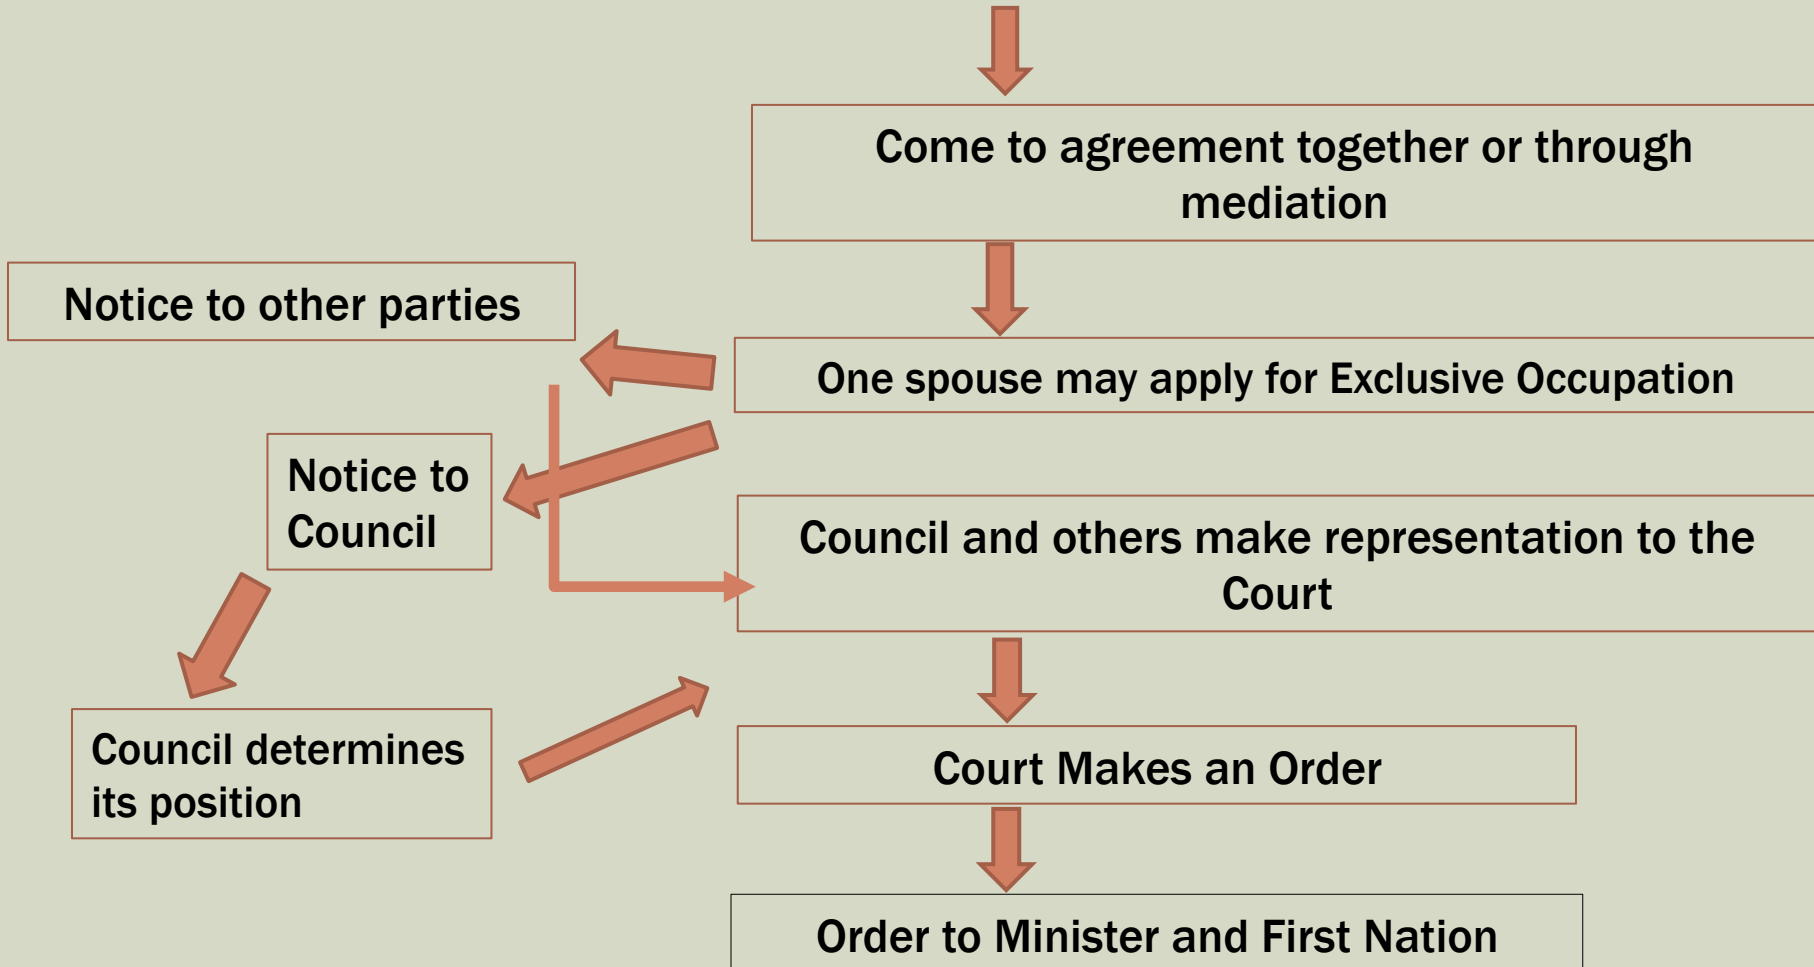 Come to agreement together or through
mediation
Notice to other parties
One spouse may apply for Exclusive Occupation
Notice to
Council
Council and others make representation to the
Court
Council determines
its position
Court Makes an Order
Order to Minister and First Nation